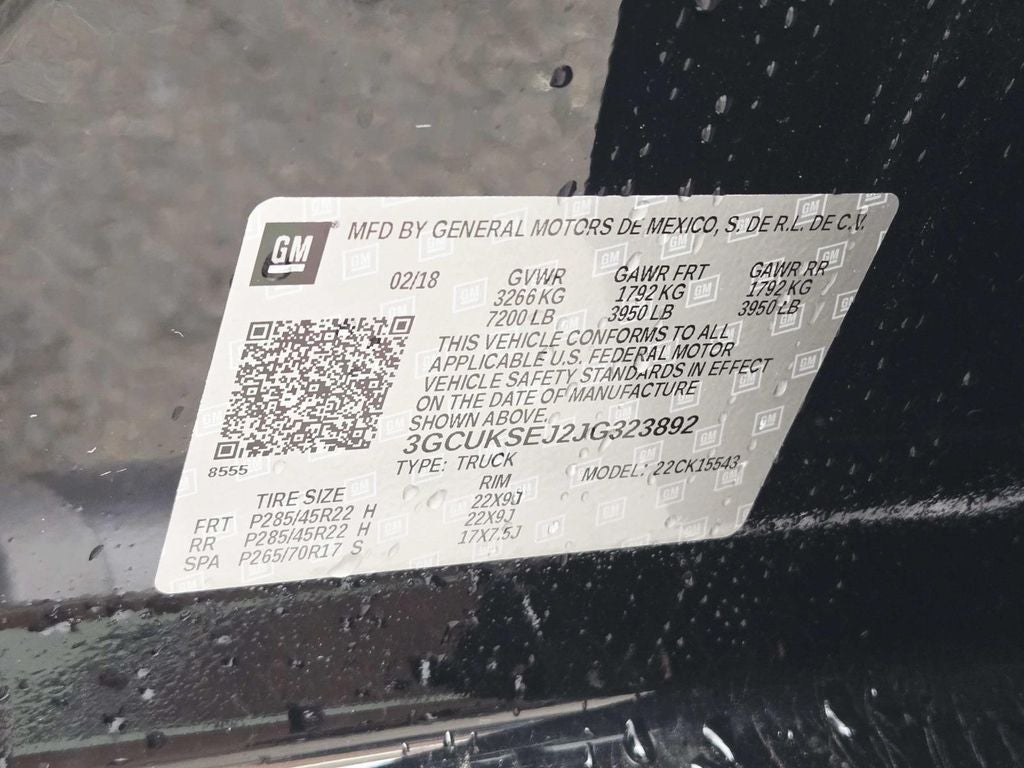 GM MFD BY GENERAL MOTORS DE MEXICO, S. DE R.L. DE C.V.
02/18 GVWR GAWR FRT GAWR RR
3266 KG 1792 KG 1792 KG
7200 LB 3950 LB 3950 LB
THIS VEHICLE CONFORMS TO ALL
APPLICABLE U.S. FEDERAL MOTOR
VEHICLE SAFETY STANDARDS IN EFFECT
ON THE DATE OF MANUFACTURE
SHOWN ABOVE.
3GCUKSEJ2JG323892
8555 TYPE: TRUCK MODEL: 22CK15543
TIRE SIZE RIM
FRT P285/45R22 H 22X9J
RR P285/45R22 H 22X9J
SPA P265/70R17 S 17X7.5J